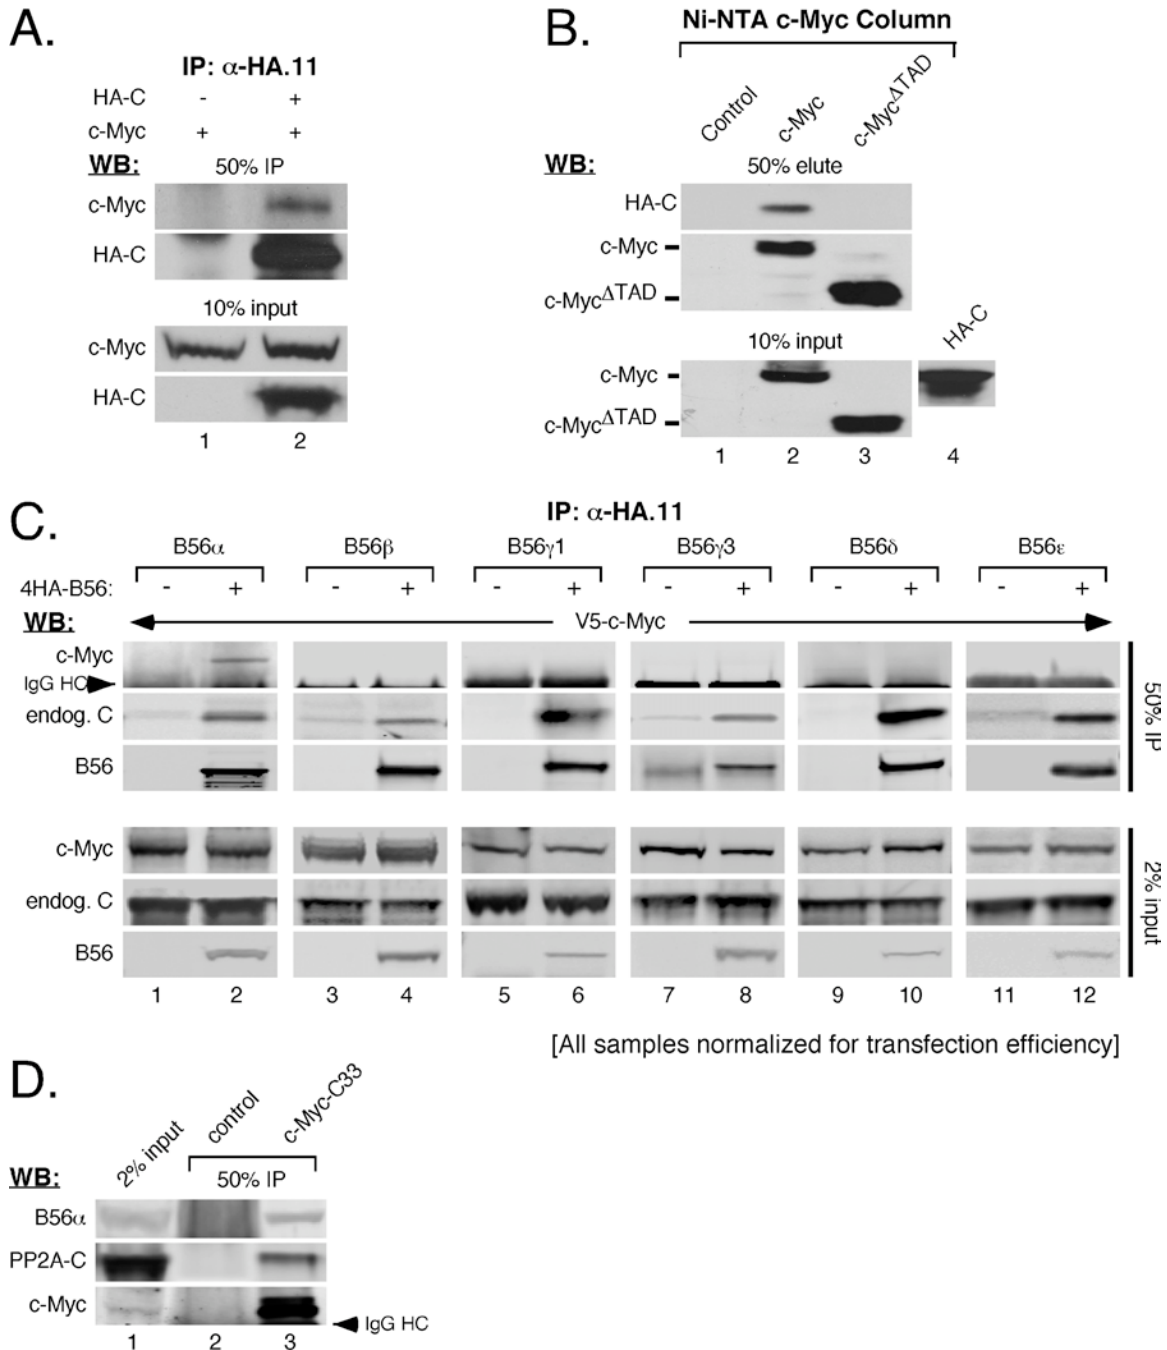 A.
IP: α-HA.11
HA-C - +
c-Myc + +
WB: 50% IP
c-Myc
HA-C
10% input
c-Myc
HA-C
1 2
B.
Ni-NTA c-Myc Column
Control c-Myc c-MycΔTAD
WB: 50% elute
HA-C
c-Myc
c-MycΔTAD
10% input HA-C
c-Myc
c-MycΔTAD
1 2 3 4
C.
IP: α-HA.11
B56α B56β B56γ1 B56γ3 B56δ B56ε
4HA-B56: - + - + - + - + - + - +
WB: V5-c-Myc
c-Myc
IgG HC
endog. C
B56
50% IP
c-Myc
endog. C
B56
2% input
1 2 3 4 5 6 7 8 9 10 11 12
[All samples normalized for transfection efficiency]
D.
2% input control c-Myc-C33
WB: 50% IP
B56α
PP2A-C
c-Myc
IgG HC
1 2 3